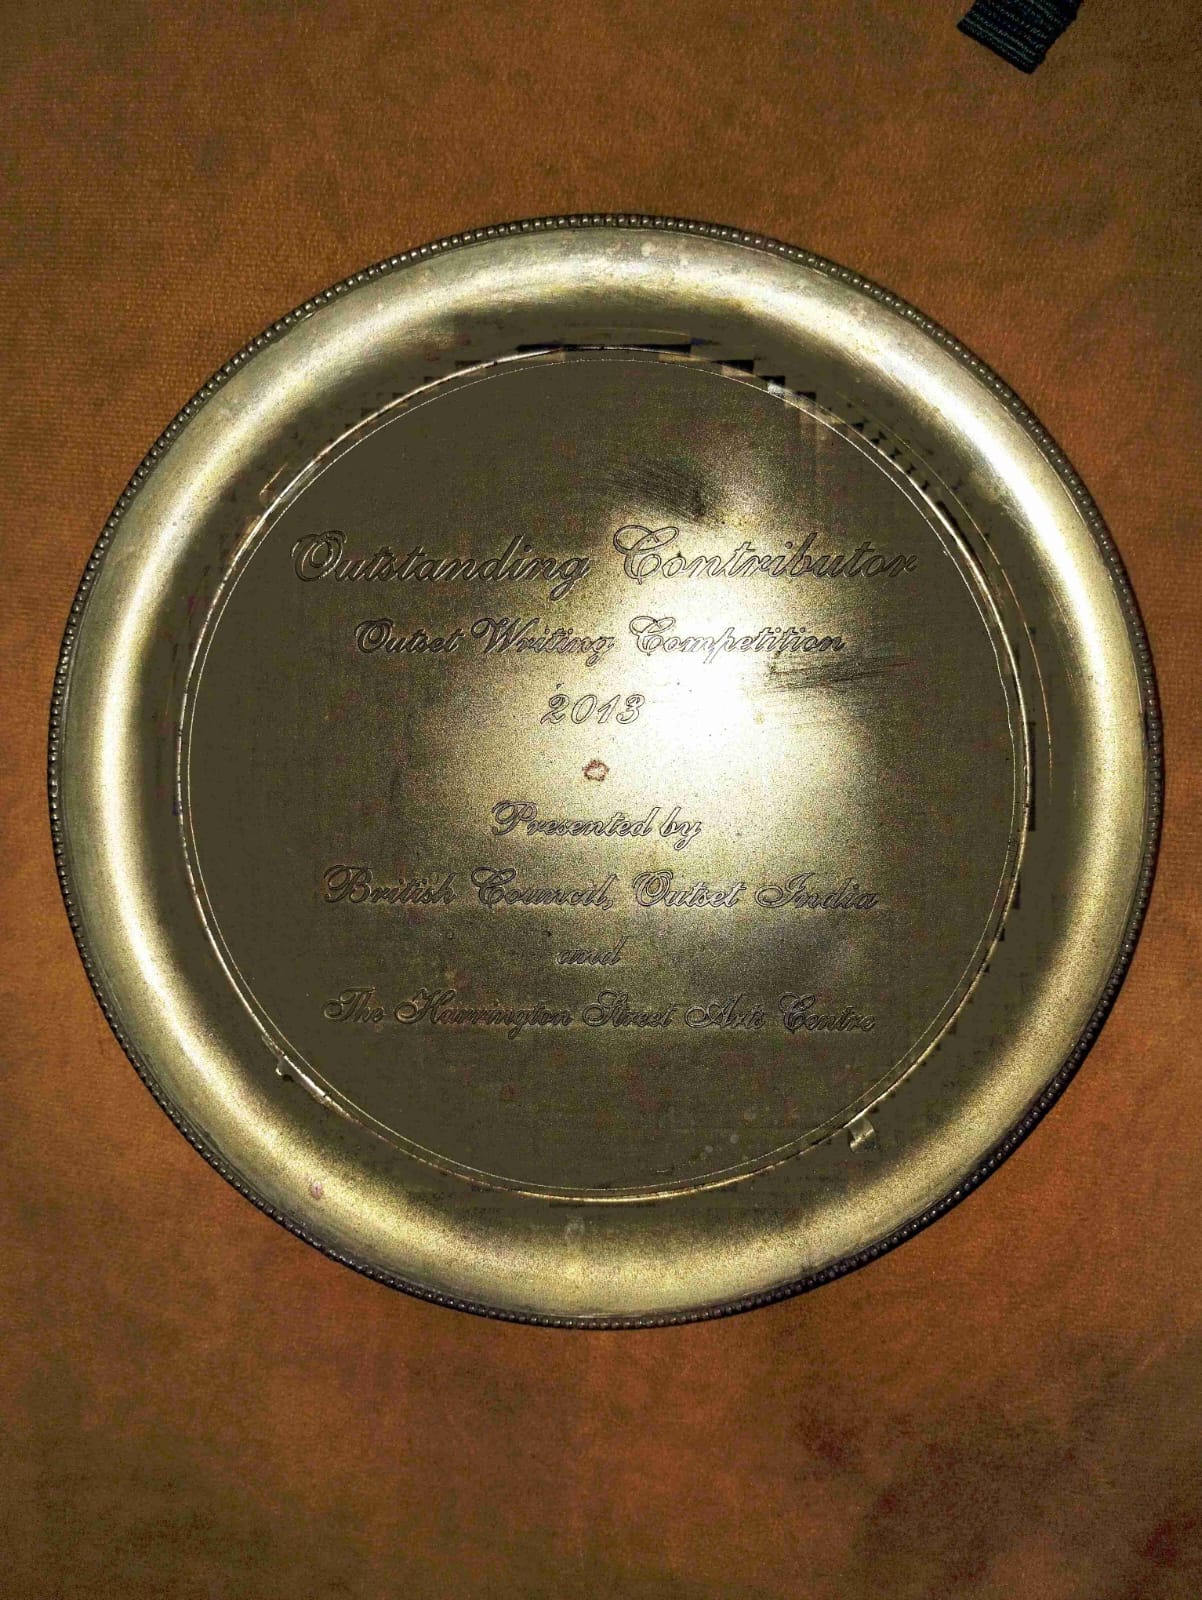 Outstanding Contributor
Outset Writing Competition
2013
Presented by
British Council, Outset India
and
The Harrington Street Arts Centre